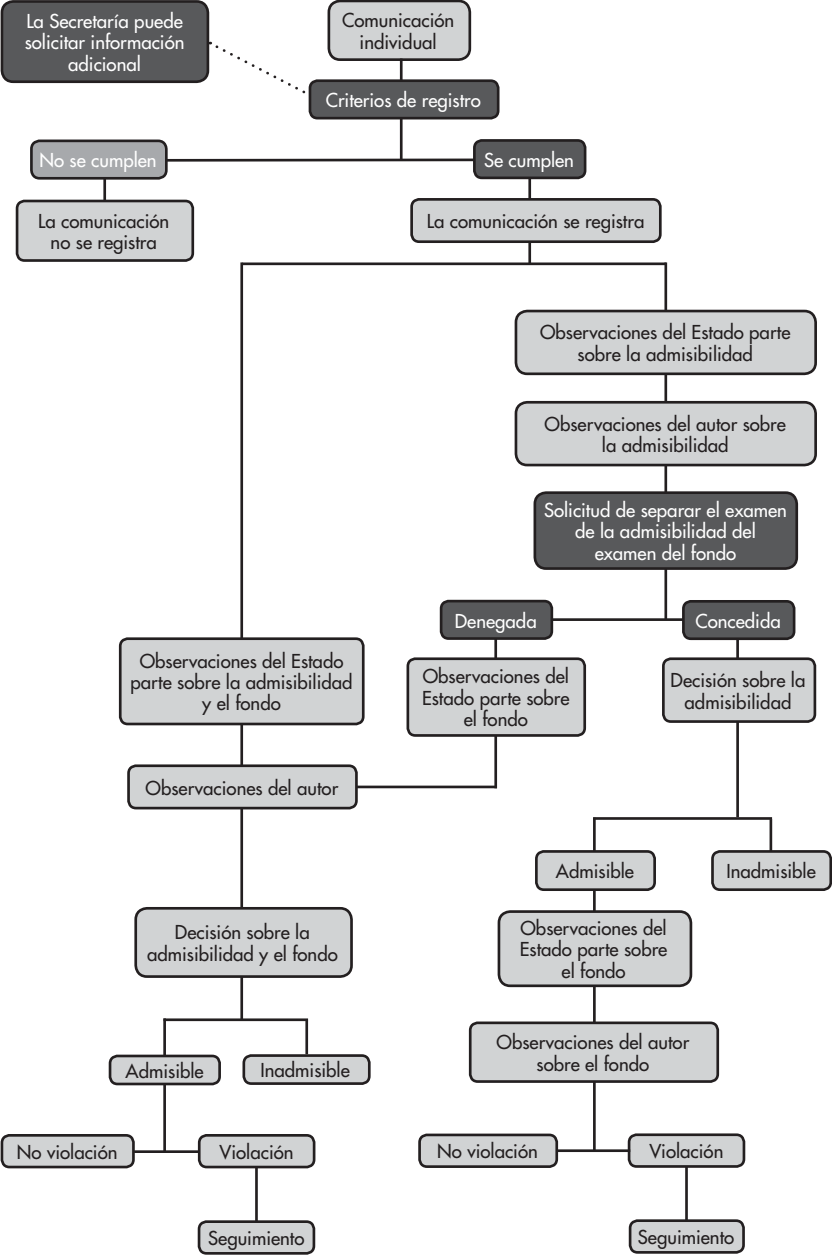 La Secretaría puede
solicitar información
adicional
Comunicación
individual
Criterios de registro
No se cumplen
Se cumplen
La comunicación
no se registra
La comunicación se registra
Observaciones del Estado parte
sobre la admisibilidad
Observaciones del autor sobre
la admisibilidad
Solicitud de separar el examen
de la admisibilidad del
examen del fondo
Denegada
Concedida
Observaciones del Estado
parte sobre la admisibilidad
y el fondo
Observaciones del
Estado parte sobre
el fondo
Decisión sobre la
admisibilidad
Observaciones del autor
Admisible
Inadmisible
Decisión sobre la
admisibilidad y el fondo
Observaciones del
Estado parte sobre
el fondo
Observaciones del autor
sobre el fondo
Admisible
Inadmisible
No violación
Violación
No violación
Violación
Seguimiento
Seguimiento